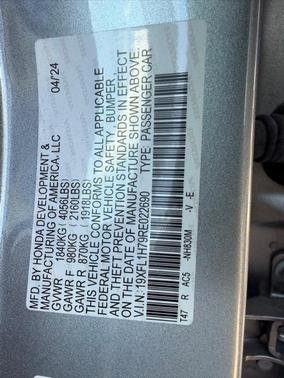 MFD. BY HONDA DEVELOPMENT & 04/24
MANUFACTURING OF AMERICA, LLC
GVWR 1840KG ( 4056LBS)
GAWR F 980KG ( 2160LBS)
GAWR R 870KG ( 1918LBS)
THIS VEHICLE CONFORMS TO ALL APPLICABLE
FEDERAL MOTOR VEHICLE SAFETY, BUMPER,
AND THEFT PREVENTION STANDARDS IN EFFECT
ON THE DATE OF MANUFACTURE SHOWN ABOVE.
V.I.N.: 19XFL1H79RE022690 TYPE: PASSENGER CAR
T47 R AC5 -NH830M -V -E